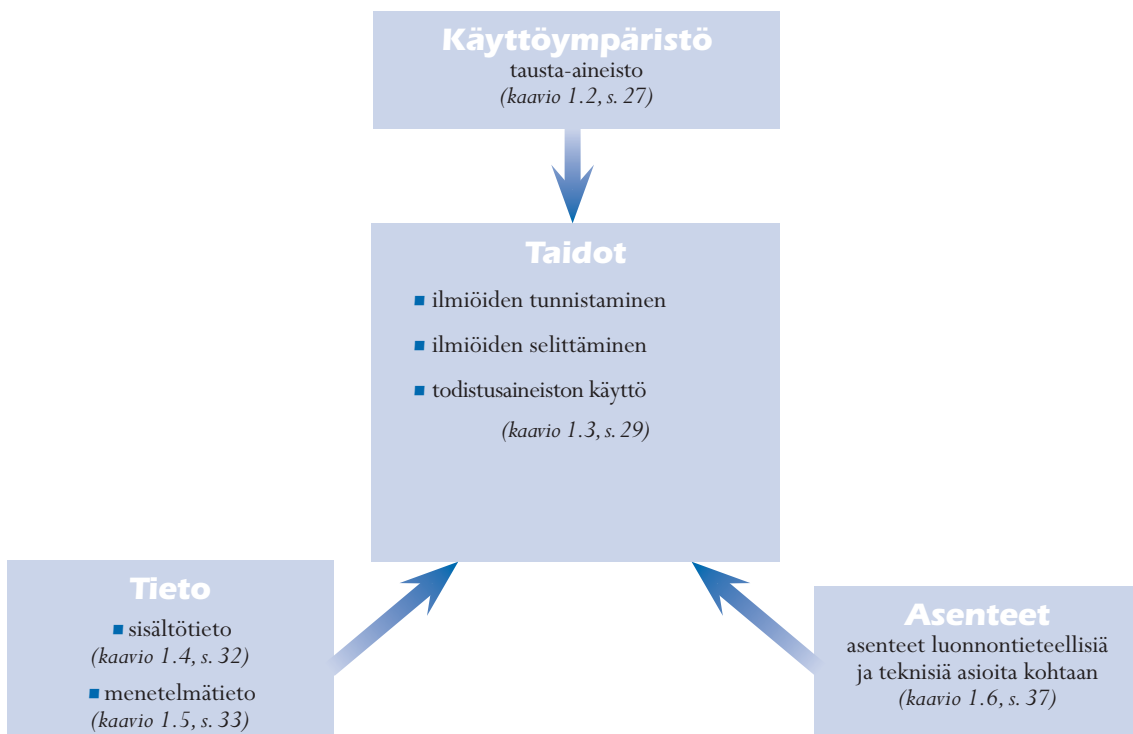 Käyttöympäristö
tausta-aineisto
(kaavio 1.2, s. 27)
Taidot
■ ilmiöiden tunnistaminen
■ ilmiöiden selittäminen
■ todistusaineiston käyttö
(kaavio 1.3, s. 29)
Tieto
■ sisältötieto
(kaavio 1.4, s. 32)
■ menetelmätieto
(kaavio 1.5, s. 33)
Asenteet
asenteet luonnontieteellisiä
ja teknisiä asioita kohtaan
(kaavio 1.6, s. 37)